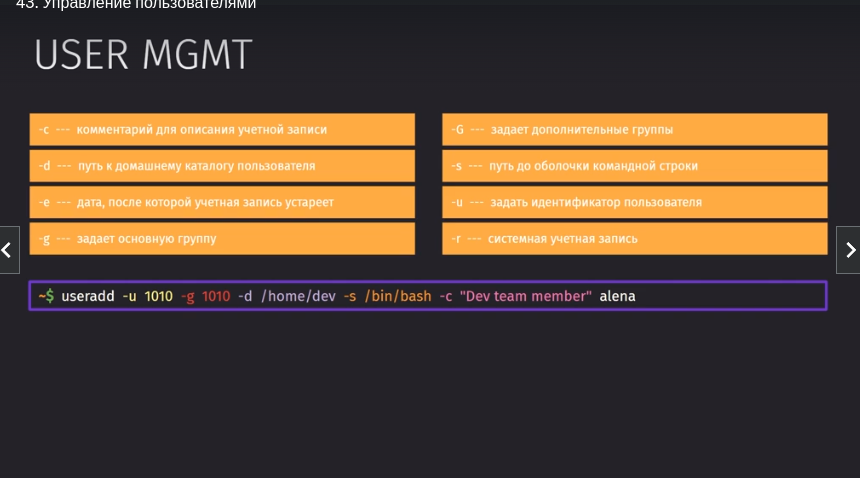 43. Управление пользователями
USER MGMT
-c --- комментарий для описания учетной записи
-d --- путь к домашнему каталогу пользователя
-e --- дата, после которой учетная запись устареет
-g --- задает основную группу
-G --- задает дополнительные группы
-s --- путь до оболочки командной строки
-u --- задать идентификатор пользователя
-r --- системная учетная запись
~$ useradd -u 1010 -g 1010 -d /home/dev -s /bin/bash -c "Dev team member" alena